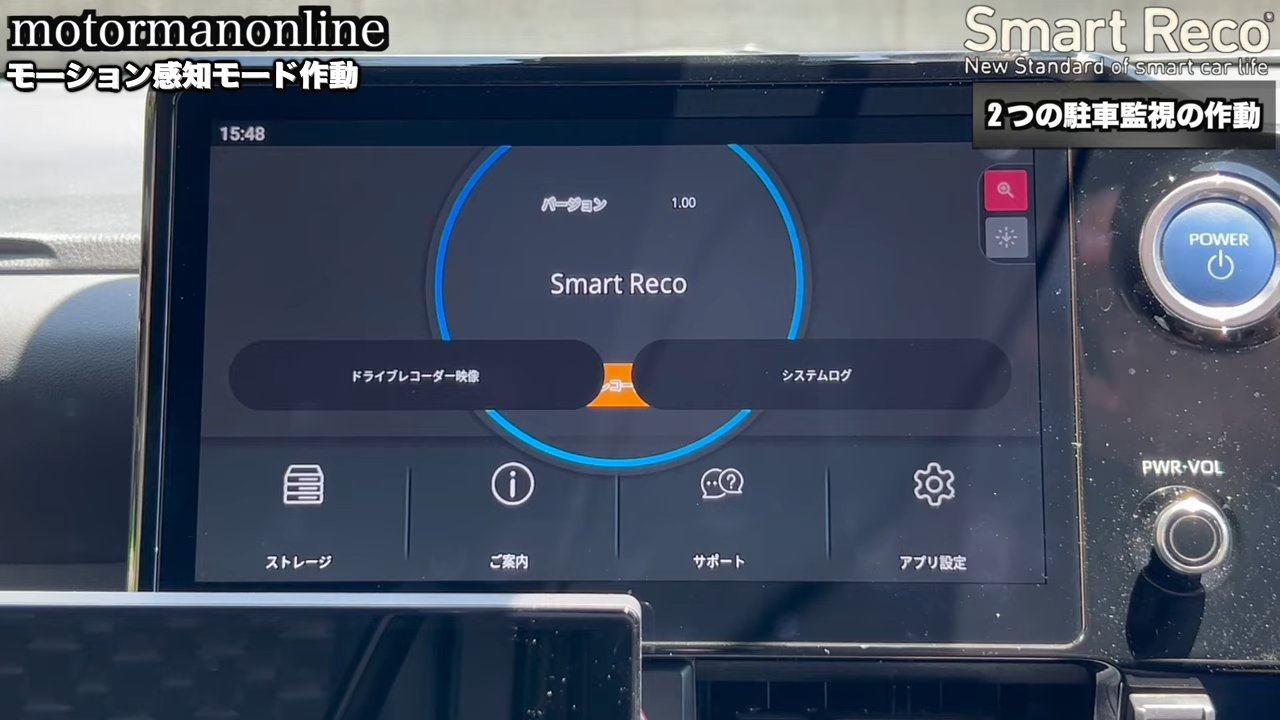 motormanonline
モーション感知モード作動
Smart Reco
New Standard of smart car life
2つの駐車監視の作動
15:48
バージョン 1.00
Smart Reco
ドライブレコーダー映像
レコー
システムログ
ストレージ
ご案内
サポート
アプリ設定
POWER
PWR·VOL